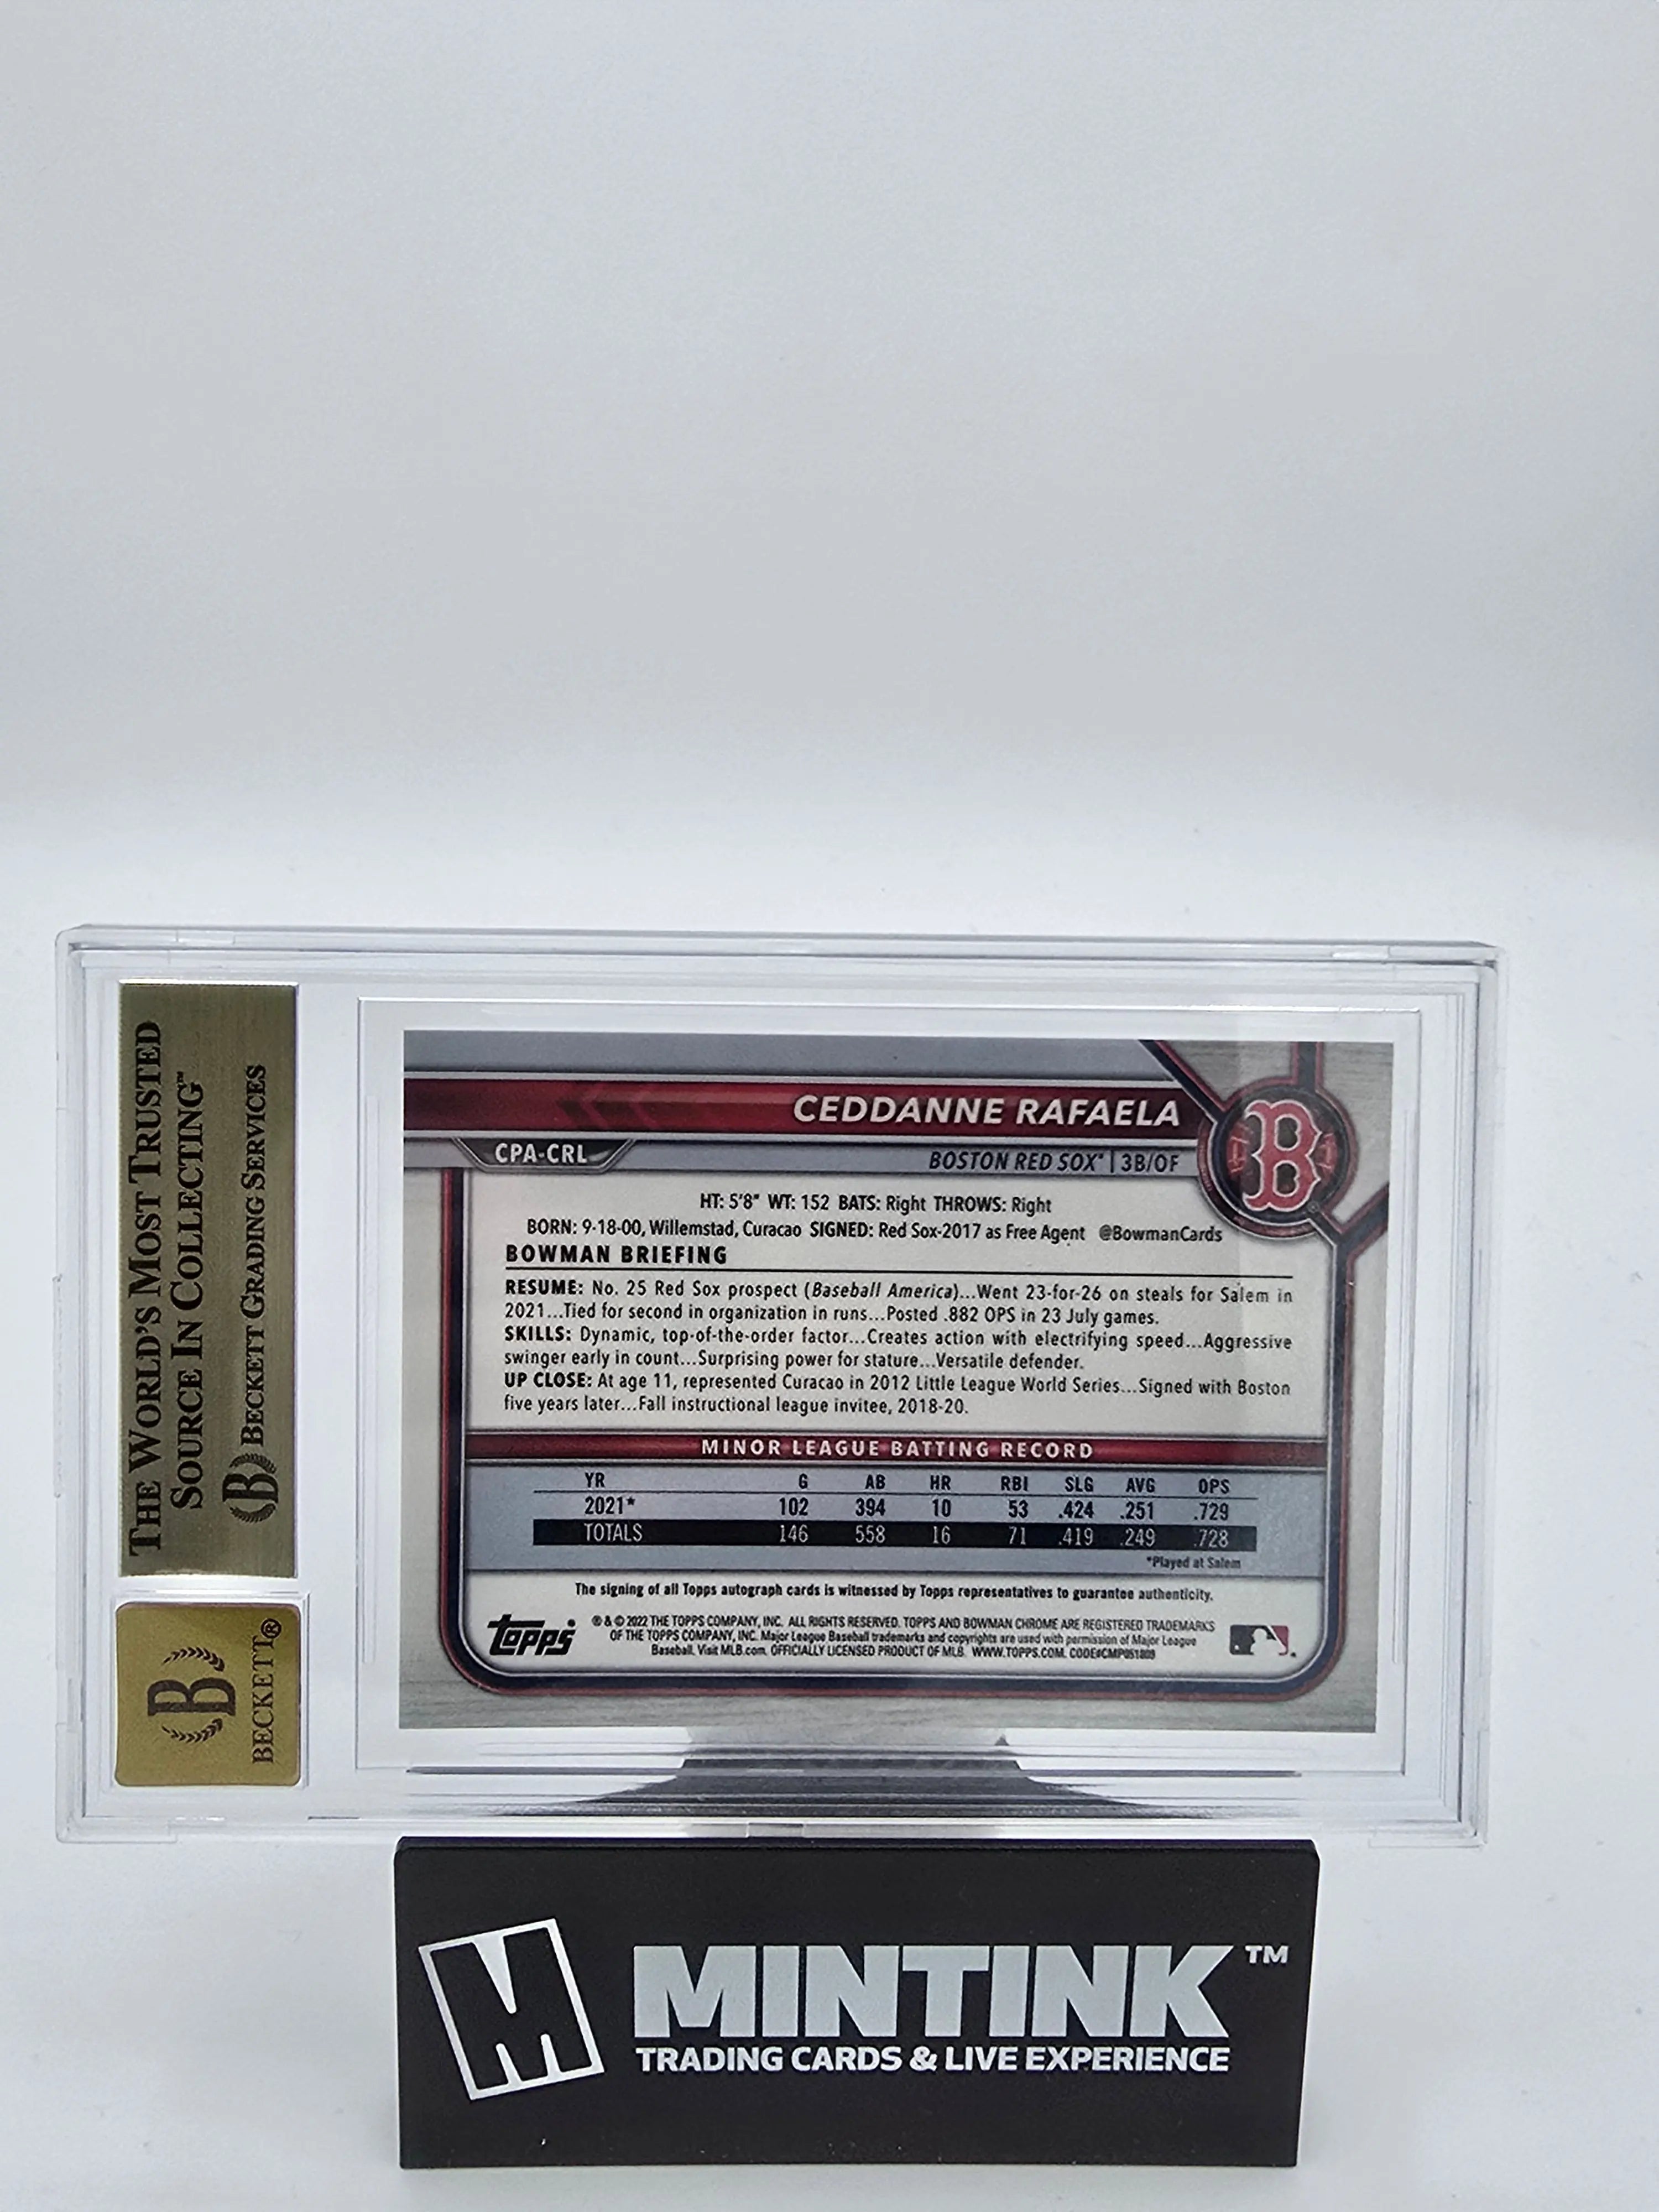 THE WORLD'S MOST TRUSTED
SOURCE IN COLLECTING™
B BECKETT GRADING SERVICES
B
BECKETT®
CEDDANNE RAFAELA
CPA-CRL
BOSTON RED SOX® | 3B/OF
B
HT: 5'8" WT: 152 BATS: Right THROWS: Right
BORN: 9-18-00, Willemstad, Curacao SIGNED: Red Sox-2017 as Free Agent @BowmanCards
BOWMAN BRIEFING
RESUME: No. 25 Red Sox prospect (Baseball America)...Went 23-for-26 on steals for Salem in
2021...Tied for second in organization in runs...Posted .882 OPS in 23 July games.
SKILLS: Dynamic, top-of-the-order factor...Creates action with electrifying speed...Aggressive
swinger early in count...Surprising power for stature...Versatile defender.
UP CLOSE: At age 11, represented Curacao in 2012 Little League World Series...Signed with Boston
five years later...Fall instructional league invitee, 2018-20.
MINOR LEAGUE BATTING RECORD
YR G AB HR RBI SLG AVG OPS
2021* 102 394 10 53 .424 .251 .729
TOTALS 146 558 16 71 .419 .249 .728
*Played at Salem
The signing of all Topps autograph cards is witnessed by Topps representatives to guarantee authenticity.
topps
® & © 2022 THE TOPPS COMPANY, INC. ALL RIGHTS RESERVED. TOPPS AND BOWMAN CHROME ARE REGISTERED TRADEMARKS
OF THE TOPPS COMPANY, INC. Major League Baseball trademarks and copyrights are used with permission of Major League
Baseball. Visit MLB.com. OFFICIALLY LICENSED PRODUCT OF MLB. WWW.TOPPS.COM. CODE#CMP051809
M MINTINK™
TRADING CARDS & LIVE EXPERIENCE